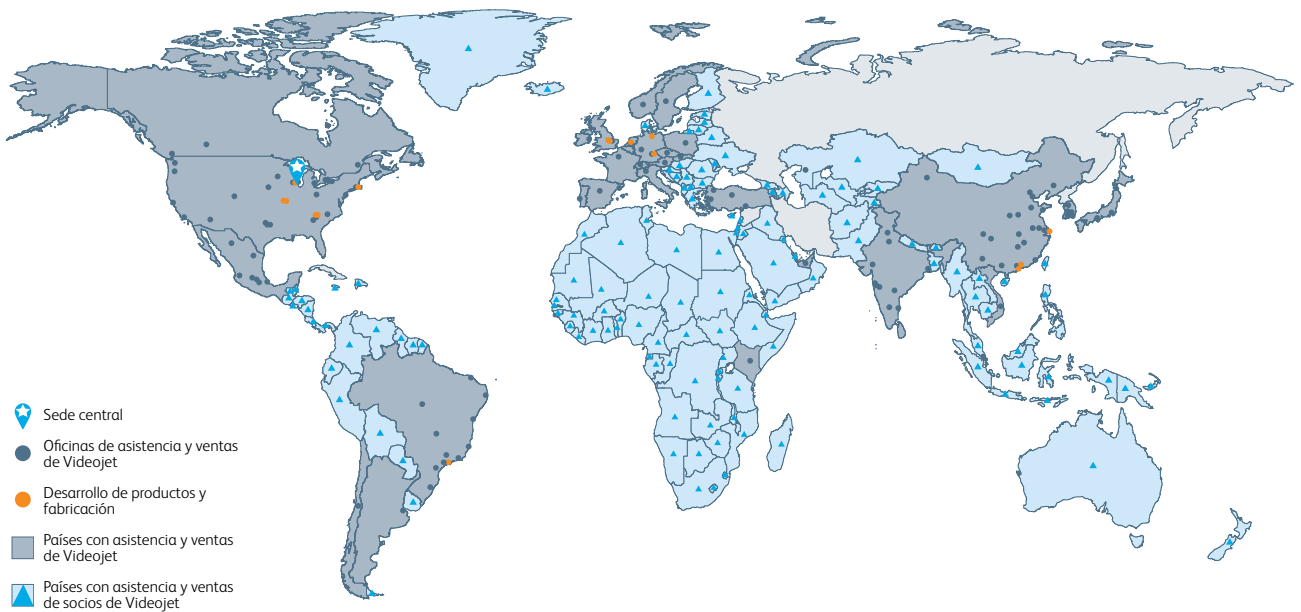 Sede central
Oficinas de asistencia y ventas
de Videojet
Desarrollo de productos y
fabricación
Países con asistencia y ventas
de Videojet
Países con asistencia y ventas
de socios de Videojet